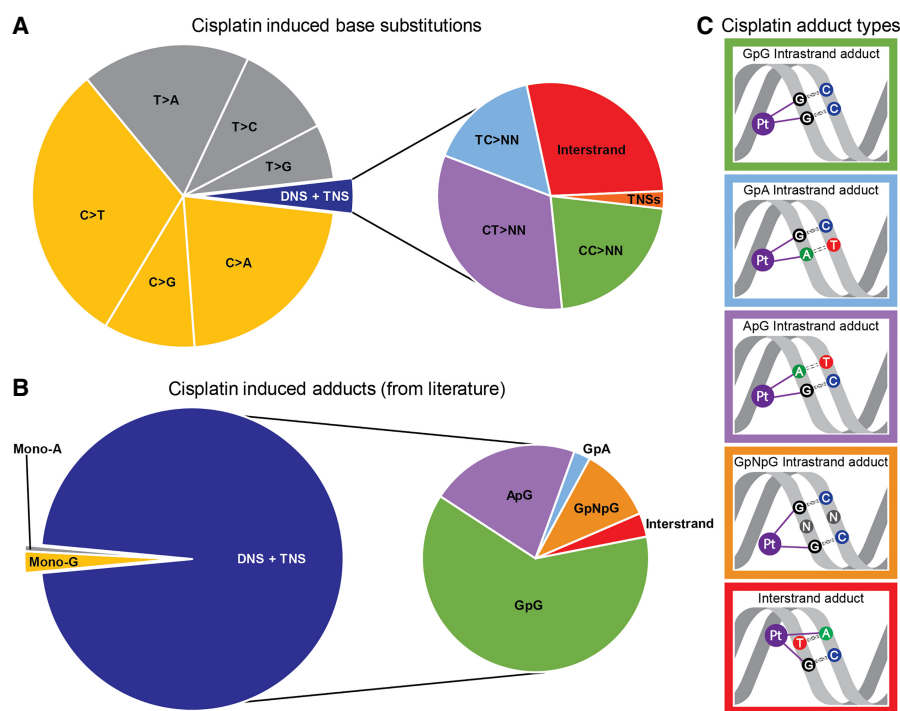 A
Cisplatin induced base substitutions
T>A
T>C
T>G
DNS + TNS
C>T
C>G
C>A
TC>NN
Interstrand
TNSs
CT>NN
CC>NN
B
Cisplatin induced adducts (from literature)
Mono-A
Mono-G
DNS + TNS
GpA
ApG
GpNpG
Interstrand
GpG
C
Cisplatin adduct types
GpG Intrastrand adduct
G
C
Pt
G
C
GpA Intrastrand adduct
G
C
Pt
A
T
ApG Intrastrand adduct
A
T
Pt
G
C
GpNpG Intrastrand adduct
G
C
N
N
Pt
G
C
Interstrand adduct
Pt
T
A
G
C